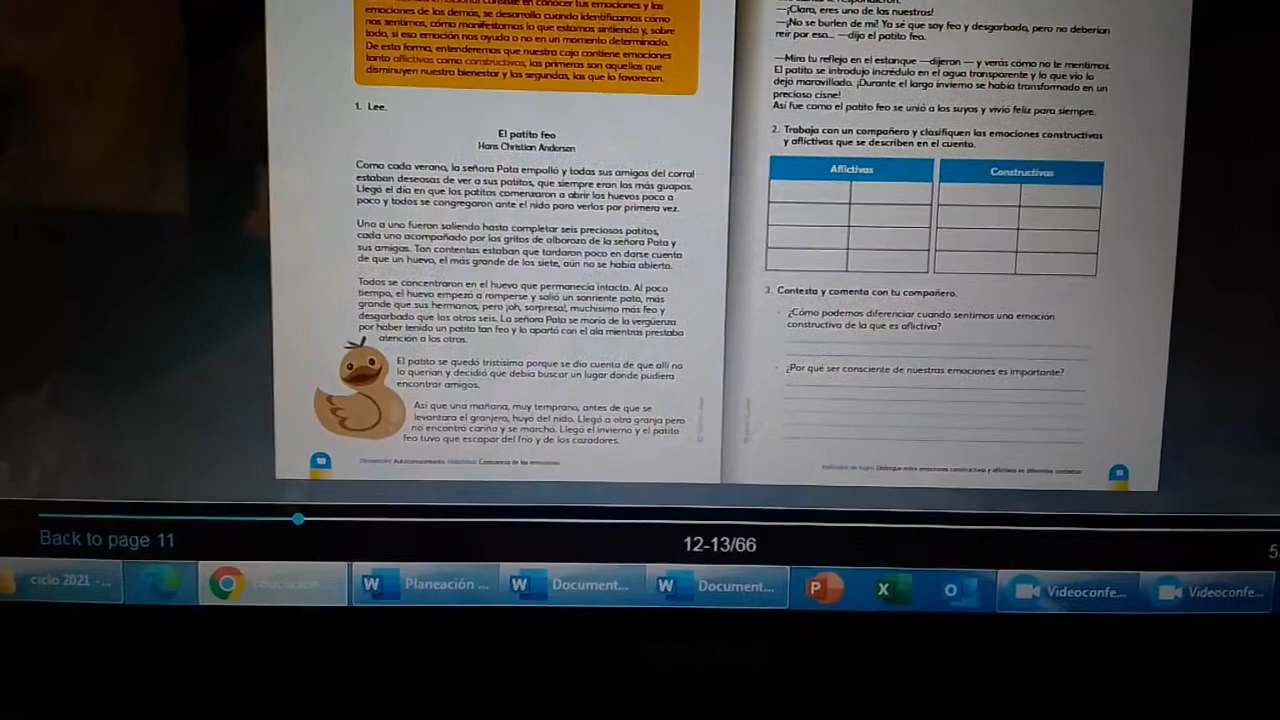 emocional consiste en conocer tus emociones y las
emociones de los demás, se desarrolla cuando identificamos cómo
nos sentimos, cómo manifestamos lo que estamos sintiendo y, sobre
todo, si esa emoción nos ayuda o no en un momento determinado.
De esta forma, entenderemos que nuestra caja contiene emociones
tanto aflictivas como constructivas, las primeras son aquellas que
disminuyen nuestro bienestar y las segundas, las que lo favorecen.
1. Lee.
El patito feo
Hans Christian Andersen
Como cada verano, la señora Pata empolló y todas sus amigas del corral
estaban deseosas de ver a sus patitos, que siempre eran los más guapos.
Llegó el día en que los patitos comenzaron a abrir los huevos poco a
poco y todos se congregaron ante el nido para verlos por primera vez.
Uno a uno fueron saliendo hasta completar seis preciosos patitos,
cada uno acompañado por los gritos de alborozo de la señora Pata y
sus amigas. Tan contentas estaban que tardaron poco en darse cuenta
de que un huevo, el más grande de los siete, aún no se había abierto.
Todos se concentraron en el huevo que permanecía intacto. Al poco
tiempo, el huevo empezó a romperse y salió un sonriente pato, más
grande que sus hermanos, pero ¡oh, sorpresa!, muchísimo más feo y
desgarbado que los otros seis. La señora Pata se moría de la vergüenza
por haber tenido un patito tan feo y lo apartó con el ala mientras prestaba
atención a los otros.
El patito se quedó tristísimo porque se dio cuenta de que allí no
lo querían y decidió que debía buscar un lugar donde pudiera
encontrar amigos.
Así que una mañana, muy temprano, antes de que se
levantara el granjero, huyó del nido. Llegó a otra granja pero
no encontró cariño y se marchó. Llegó el invierno y el patito
feo tuvo que escapar del frío y de los cazadores.
Autoconocimiento Conciencia de las emociones
—¡Claro, eres uno de los nuestros!
—¡No se burlen de mí! Ya sé que soy feo y desgarbado, pero no deberían
reír por eso... —dijo el patito feo.
—Mira tu reflejo en el estanque —dijeron — y verás cómo no te mentimos.
El patito se introdujo incrédulo en el agua transparente y lo que vio lo
dejó maravillado. ¡Durante el largo invierno se había transformado en un
precioso cisne!
Así fue como el patito feo se unió a los suyos y vivió feliz para siempre.
2. Trabaja con un compañero y clasifiquen las emociones constructivas
y aflictivas que se describen en el cuento.
Aflictivas Constructivas
3. Contesta y comenta con tu compañero.
¿Cómo podemos diferenciar cuando sentimos una emoción
constructiva de la que es aflictiva?
¿Por qué ser consciente de nuestras emociones es importante?
Distingue entre emociones constructivas y aflictivas en diferentes contextos
Back to page 11
12-13/66
5
ciclo 2021 -...
Educación
Planeación ...
Document...
Document...
Videoconfe...
Videoconfe...